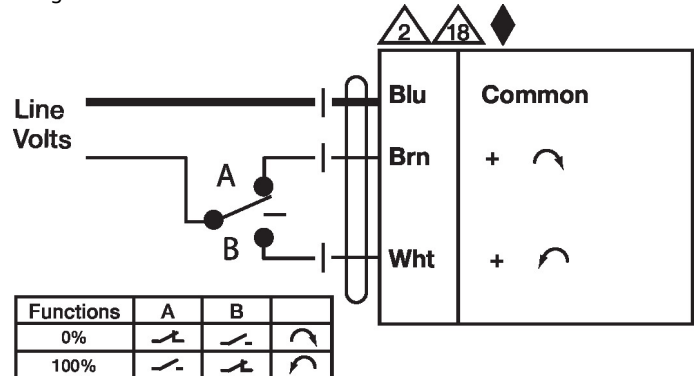 2 18
Blu Common
Line
Volts
Brn +
A
B
Wht +
Functions A B
0%
100%